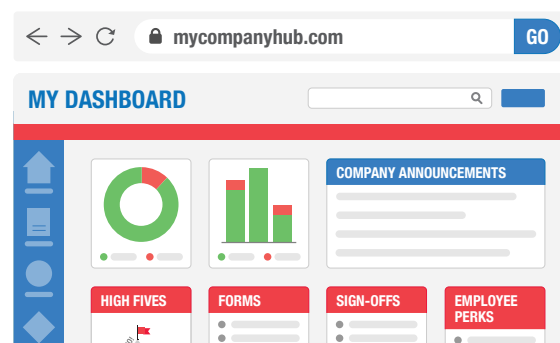 mycompanyhub.com
GO
MY DASHBOARD
COMPANY ANNOUNCEMENTS
HIGH FIVES
FORMS
SIGN-OFFS
EMPLOYEE
PERKS